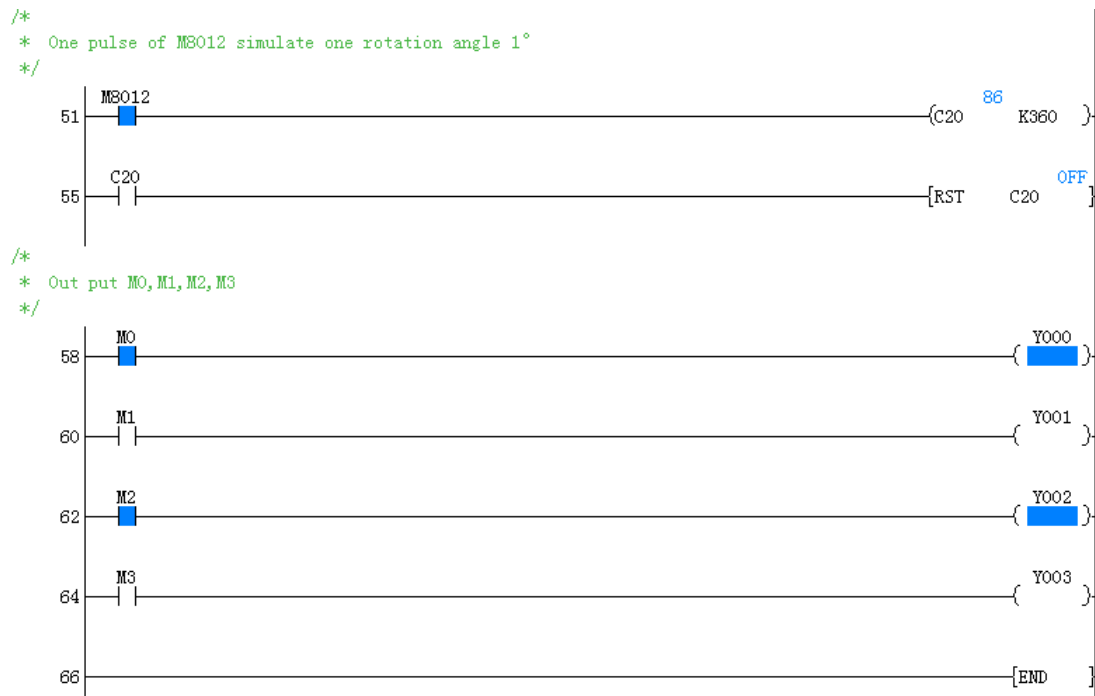 /*
* One pulse of M8012 simulate one rotation angle 1°
*/
M8012
86
51 (C20 K360 )
C20
OFF
55 [RST C20 ]
/*
* Out put M0,M1,M2,M3
*/
M0 Y000
58 ( )
M1 Y001
60 ( )
M2 Y002
62 ( )
M3 Y003
64 ( )
66 [END ]